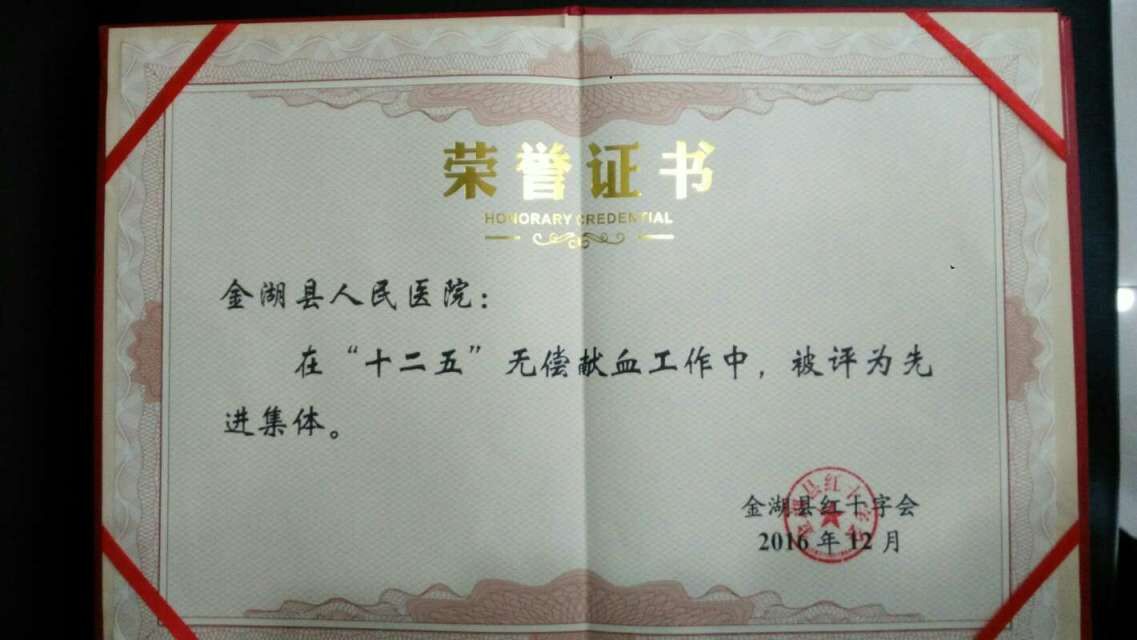 荣誉证书
HONORARY CREDENTIAL
金湖县人民医院：
在“十二五”无偿献血工作中，被评为先
进集体。
金湖县红十字会
2016年12月